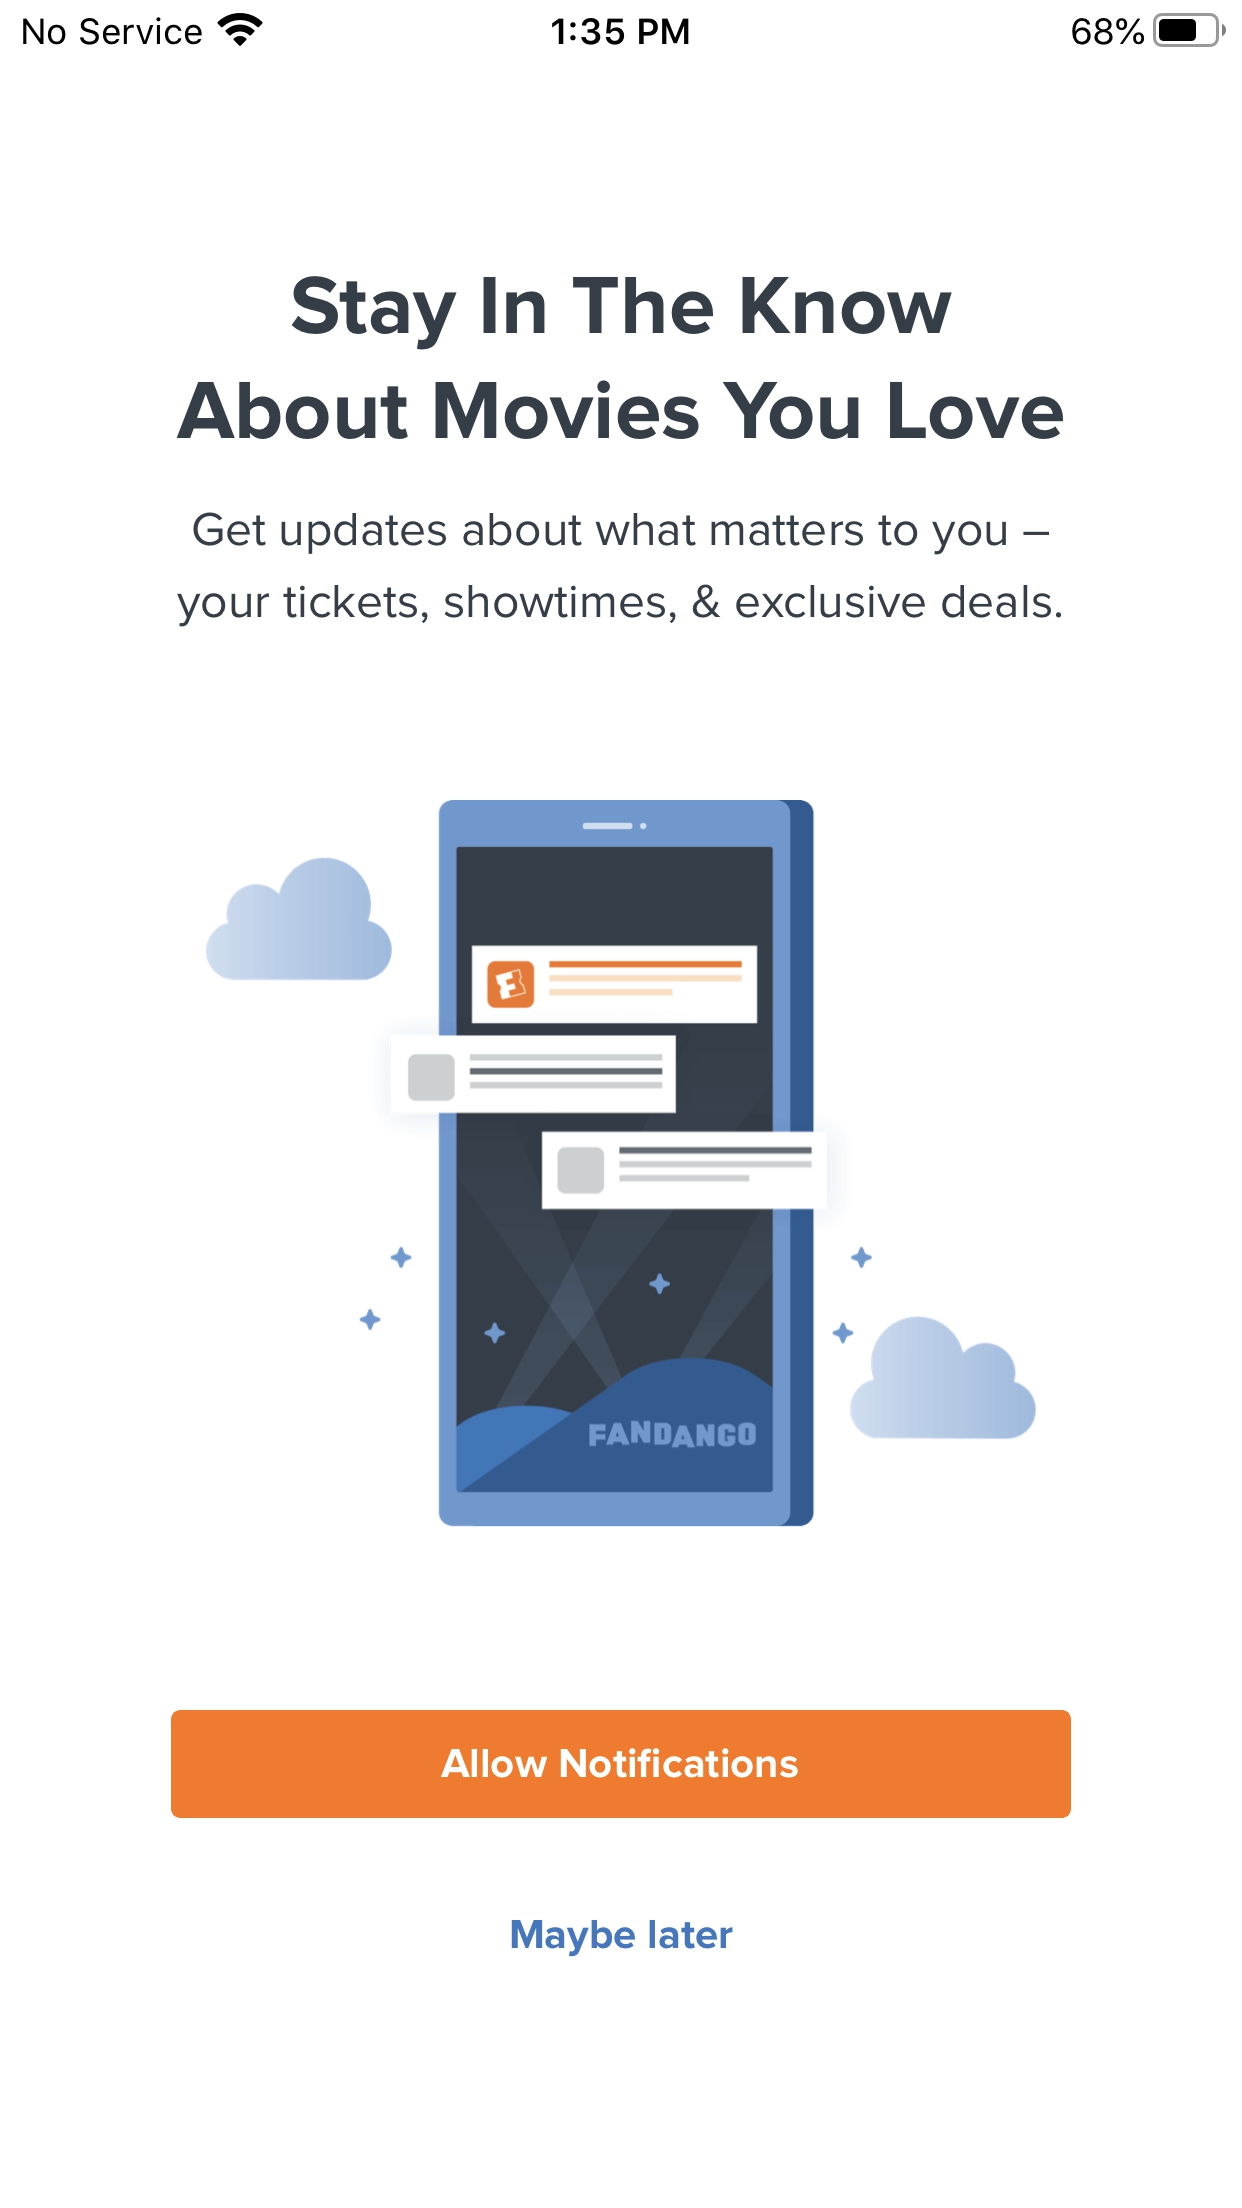 No Service
1:35 PM
68%
Stay In The Know
About Movies You Love
Get updates about what matters to you –
your tickets, showtimes, & exclusive deals.
F
FANDANGO
Allow Notifications
Maybe later